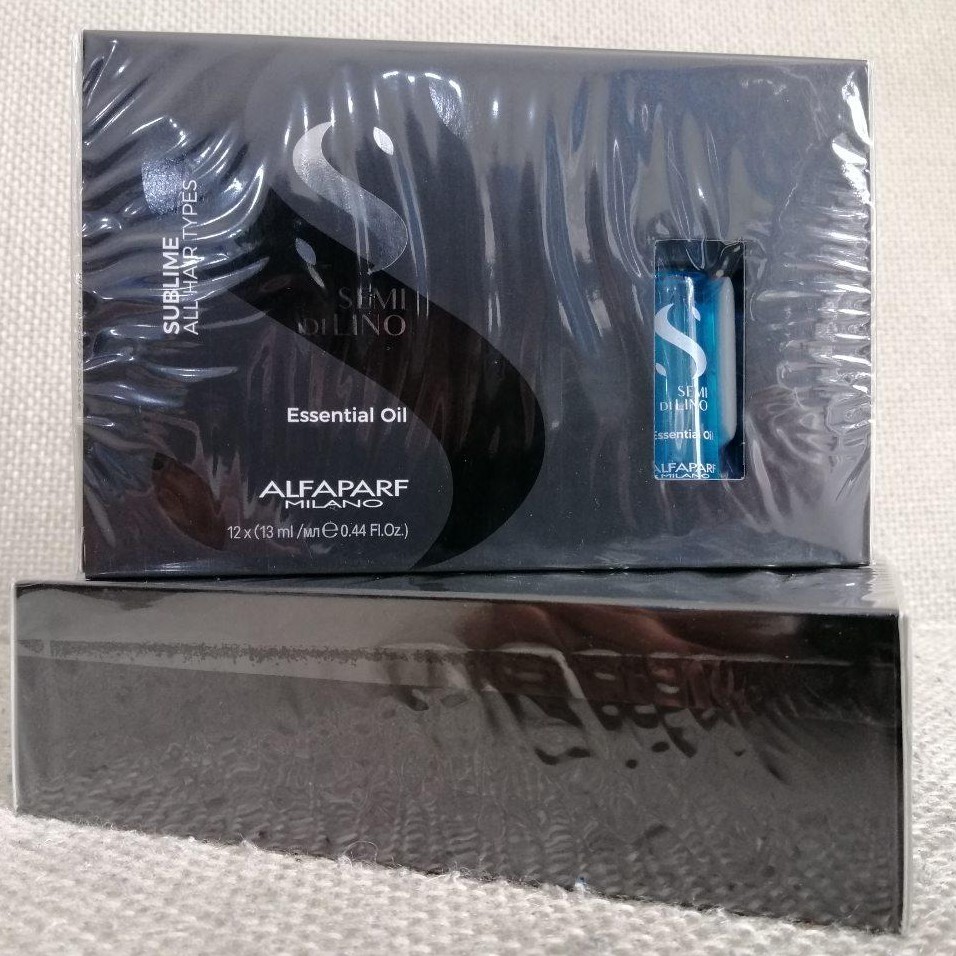 SUBLIME
ALL HAIR TYPES
SEMI
DI LINO
Essential Oil
ALFAPARF
MILANO
12 x (13 ml /мл ℮ 0.44 Fl.Oz.)
SEMI
DI LINO
Essential Oil
ALFAPARF
MILANO